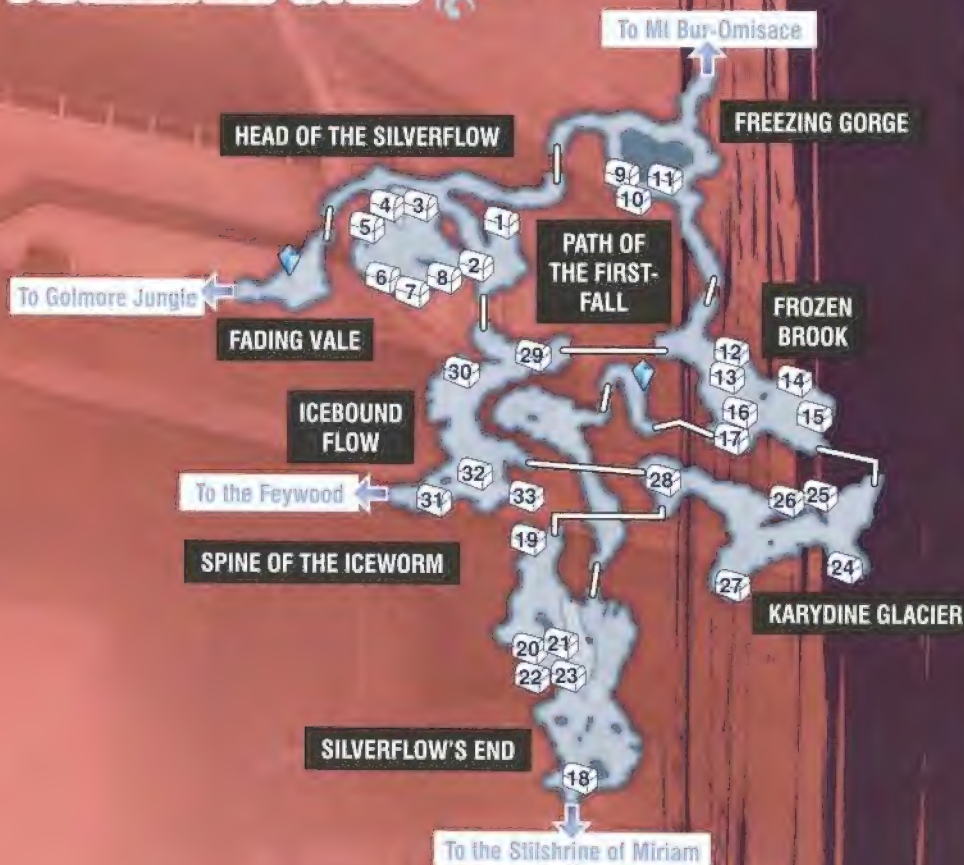 To Mt Bur-Omisace
FREEZING GORGE
HEAD OF THE SILVERFLOW
9
11
10
4
3
5
1
PATH OF
THE FIRST-
FALL
2
6
8
7
To Golmore Jungle
FADING VALE
FROZEN
BROOK
29
12
30
13
14
ICEBOUND
FLOW
16
15
17
32
28
To the Feywood
31
33
26
25
19
SPINE OF THE ICEWORM
24
27
KARYDINE GLACIER
20
21
22
23
SILVERFLOW'S END
18
To the Stilshrine of Miriam